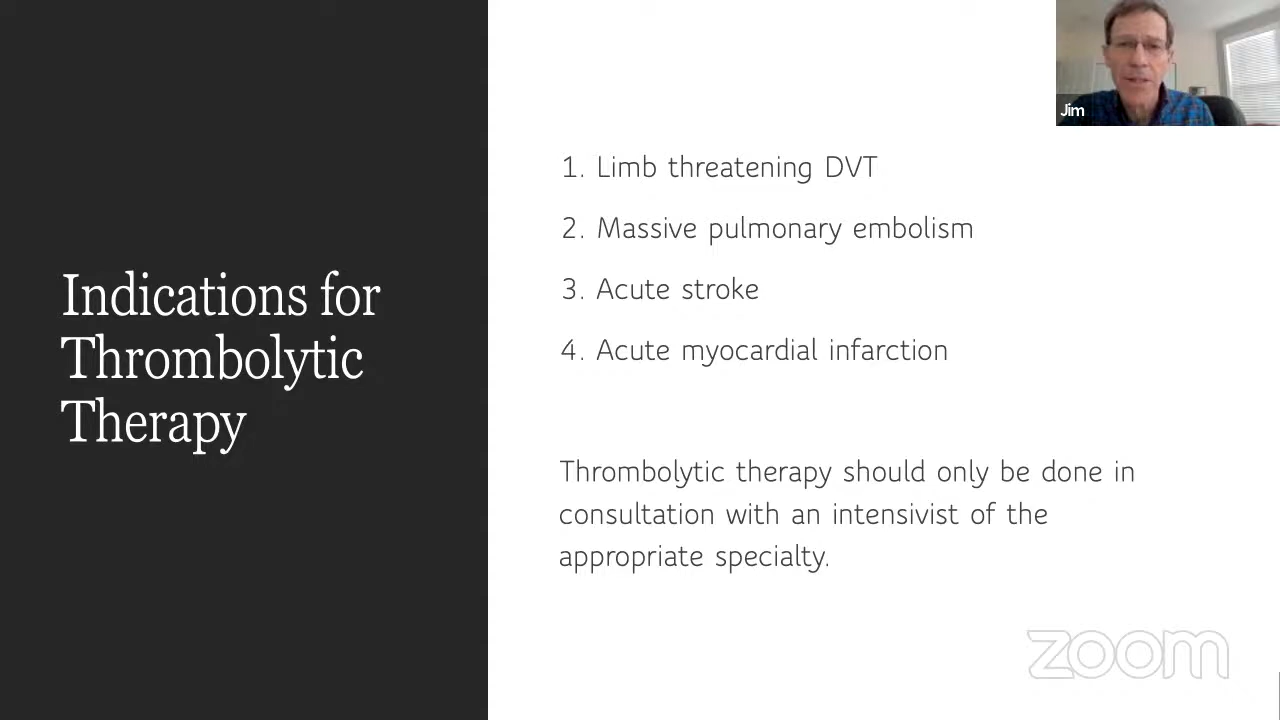 Indications for
Thrombolytic
Therapy
Jim
1. Limb threatening DVT
2. Massive pulmonary embolism
3. Acute stroke
4. Acute myocardial infarction
Thrombolytic therapy should only be done in
consultation with an intensivist of the
appropriate specialty.
zoom